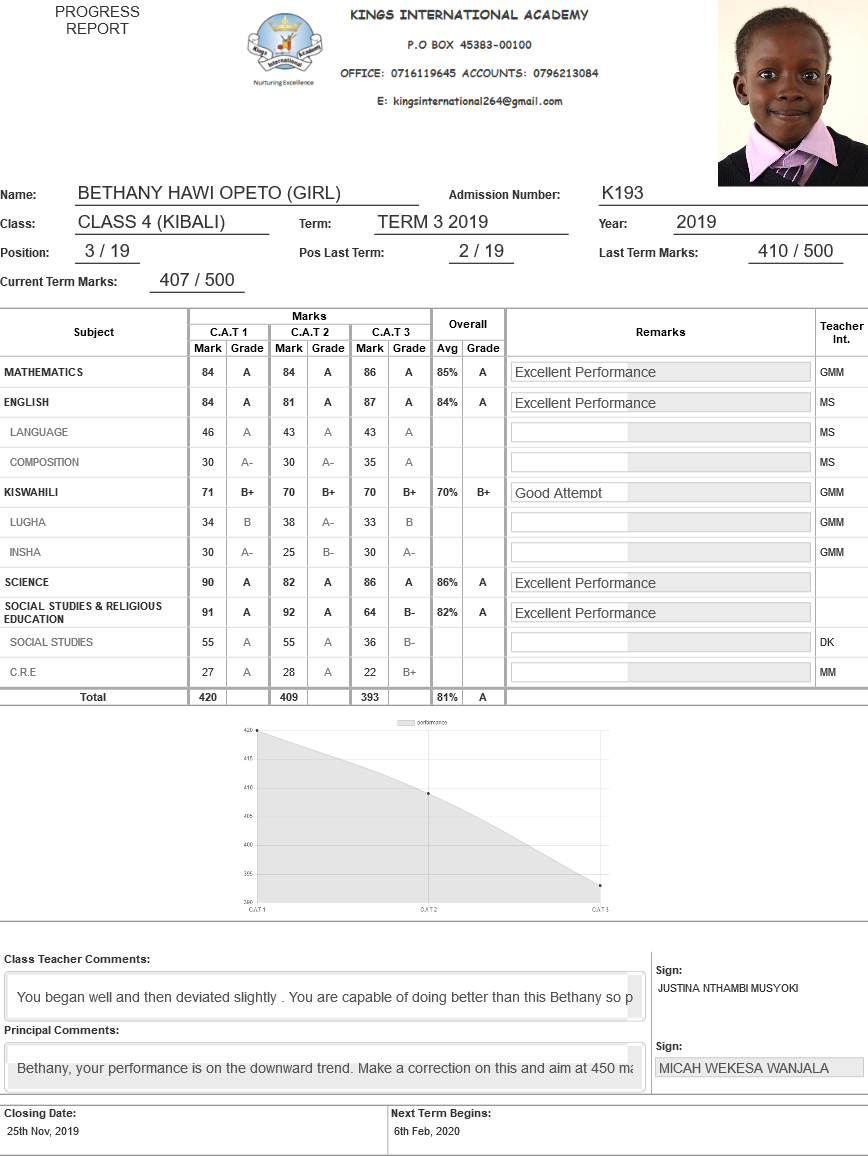 PROGRESS
REPORT
Kings
International
Academy
Nurturing Excellence
KINGS INTERNATIONAL ACADEMY
P.O BOX 45383-00100
OFFICE: 0716119645 ACCOUNTS: 0796213084
E: kingsinternational264@gmail.com
Name: BETHANY HAWI OPETO (GIRL) Admission Number: K193
Class: CLASS 4 (KIBALI) Term: TERM 3 2019 Year: 2019
Position: 3 / 19 Pos Last Term: 2 / 19 Last Term Marks: 410 / 500
Current Term Marks: 407 / 500
Subject Marks Overall Remarks Teacher Int.
C.A.T 1 C.A.T 2 C.A.T 3
Mark Grade Mark Grade Mark Grade Avg Grade
MATHEMATICS 84 A 84 A 86 A 85% A Excellent Performance GMM
ENGLISH 84 A 81 A 87 A 84% A Excellent Performance MS
LANGUAGE 46 A 43 A 43 A MS
COMPOSITION 30 A- 30 A- 35 A MS
KISWAHILI 71 B+ 70 B+ 70 B+ 70% B+ Good Attempt GMM
LUGHA 34 B 38 A- 33 B GMM
INSHA 30 A- 25 B- 30 A- GMM
SCIENCE 90 A 82 A 86 A 86% A Excellent Performance
SOCIAL STUDIES & RELIGIOUS
EDUCATION 91 A 92 A 64 B- 82% A Excellent Performance
SOCIAL STUDIES 55 A 55 A 36 B- DK
C.R.E 27 A 28 A 22 B+ MM
Total 420 409 393 81% A
performance
420
415
410
405
400
395
390
CAT1 CAT2 CAT3
Class Teacher Comments:
You began well and then deviated slightly . You are capable of doing better than this Bethany so p
Sign:
JUSTINA NTHAMBI MUSYOKI
Principal Comments:
Bethany, your performance is on the downward trend. Make a correction on this and aim at 450 ma
Sign:
MICAH WEKESA WANJALA
Closing Date: Next Term Begins:
25th Nov, 2019 6th Feb, 2020